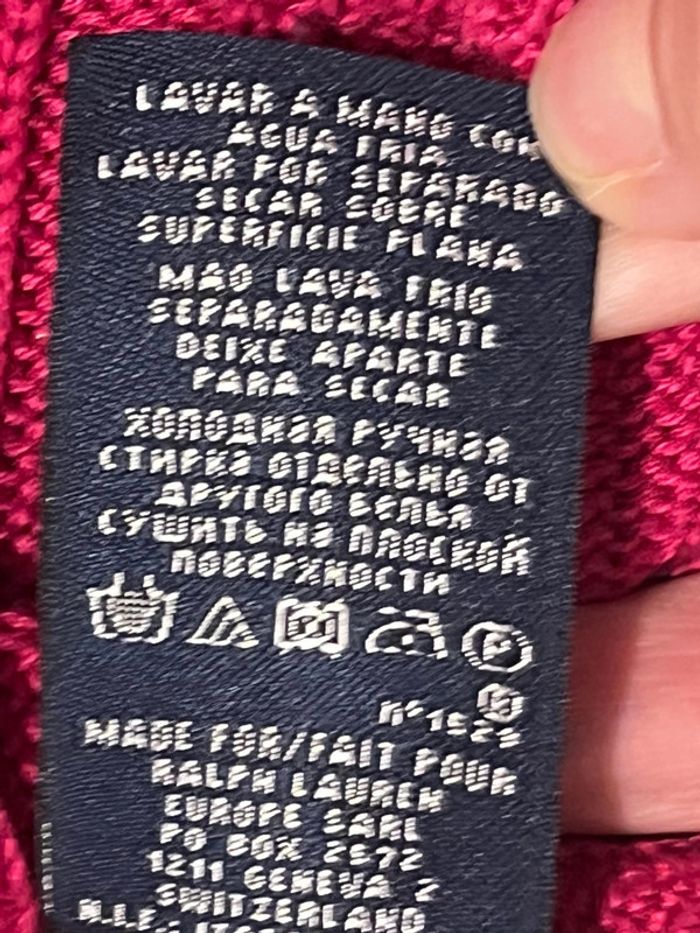 LAVAR A MANO CON
AGUA FRIA
LAVAR POR SEPARADO
SECAR SOBRE
SUPERFICIE PLANA
MAO LAVA FRIO
SEPARADAMENTE
DEIXE APARTE
PARA SECAR
ХОЛОДНАЯ РУЧНАЯ
СТИРКА ОТДЕЛЬНО ОТ
ДРУГОГО БЕЛЬЯ
СУШИТЬ НА ПЛОСКОЙ
ПОВЕРХНОСТИ
P
MADE FOR/FAIT POUR
RALPH LAUREN
EUROPE SARL
PO BOX 2572
1211 GENEVA 2
SWITZERLAND